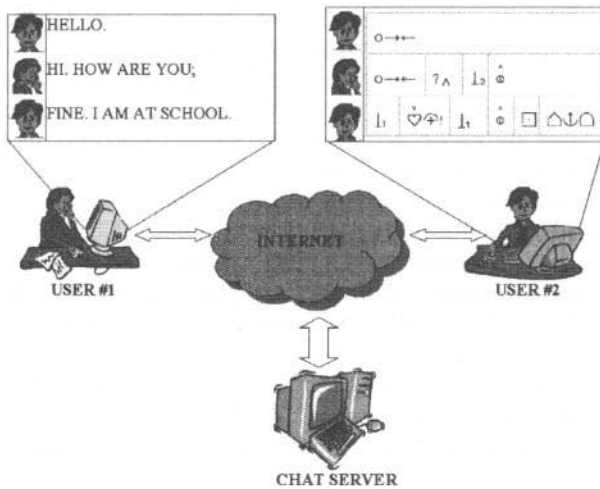 HELLO.
HI. HOW ARE YOU;
FINE. I AM AT SCHOOL.
INTERNET
USER #1
USER #2
CHAT SERVER